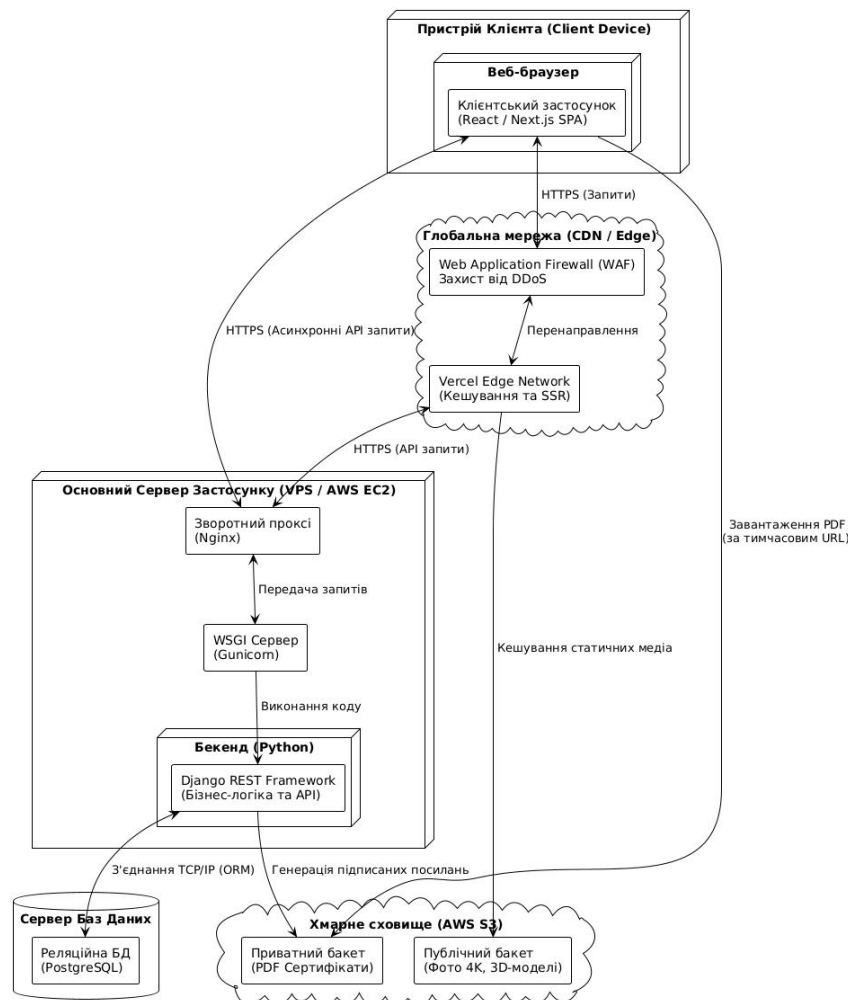 Пристрій Клієнта (Client Device)
Веб-браузер
Клієнтський застосунок
(React / Next.js SPA)
HTTPS (Запити)
Глобальна мережа (CDN / Edge)
Web Application Firewall (WAF)
Захист від DDoS
HTTPS (Асинхронні API запити)
Перенаправлення
Vercel Edge Network
(Кешування та SSR)
HTTPS (API запити)
Основний Сервер Застосунку (VPS / AWS EC2)
Зворотний проксі
(Nginx)
Завантаження PDF
(за тимчасовим URL)
Передача запитів
WSGI Сервер
(Gunicorn)
Кешування статичних медіа
Виконання коду
Бекенд (Python)
Django REST Framework
(Бізнес-логіка та API)
З'єднання TCP/IP (ORM)
Генерація підписаних посилань
Сервер Баз Даних
Реляційна БД
(PostgreSQL)
Хмарне сховище (AWS S3)
Приватний бакет
(PDF Сертифікати)
Публічний бакет
(Фото 4K, 3D-моделі)